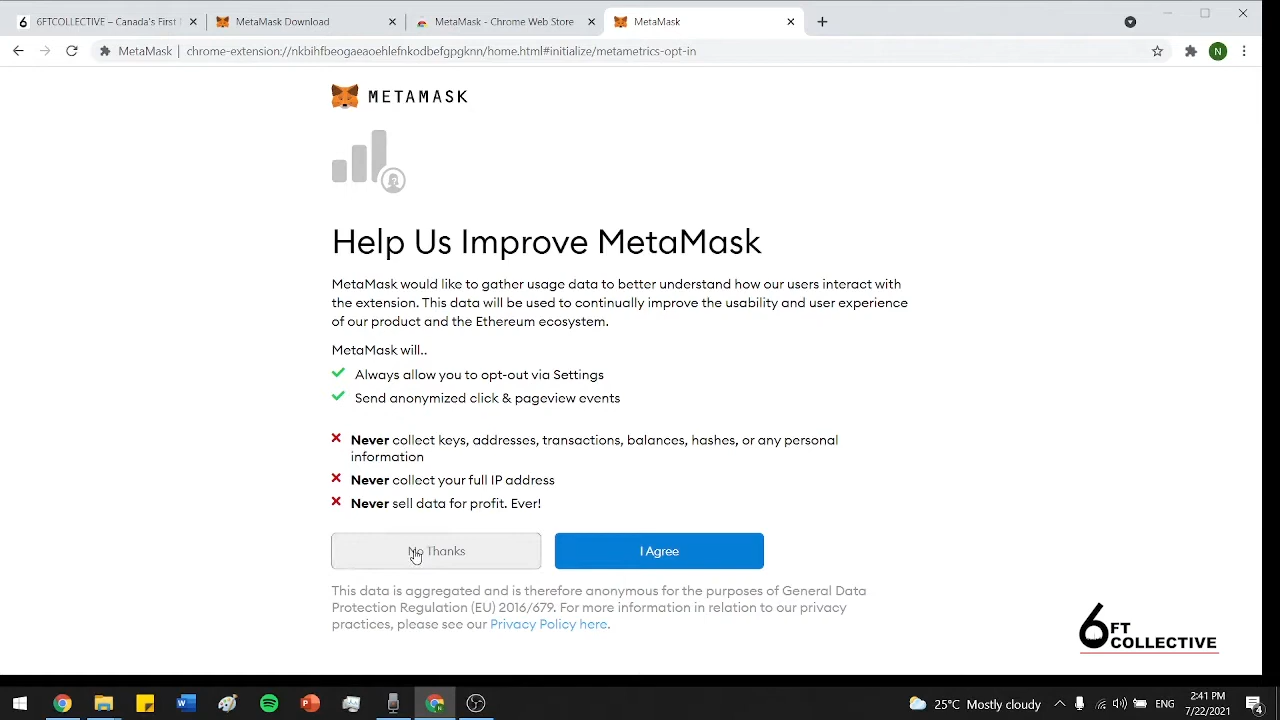 6FTCOLLECTIVE – Canada's First
MetaMask Download
MetaMask - Chrome Web Store
MetaMask
MetaMask
chrome-extension://nkbihfbeogaeaoehlefnkodbefgpgknn/home.html#initialize/metametrics-opt-in
N
METAMASK
Help Us Improve MetaMask
MetaMask would like to gather usage data to better understand how our users interact with
the extension. This data will be used to continually improve the usability and user experience
of our product and the Ethereum ecosystem.
MetaMask will..
Always allow you to opt-out via Settings
Send anonymized click & pageview events
Never collect keys, addresses, transactions, balances, hashes, or any personal
information
Never collect your full IP address
Never sell data for profit. Ever!
No Thanks
I Agree
This data is aggregated and is therefore anonymous for the purposes of General Data
Protection Regulation (EU) 2016/679. For more information in relation to our privacy
practices, please see our Privacy Policy here.
6FT
COLLECTIVE
25°C Mostly cloudy
ENG
2:41 PM
7/22/2021
4